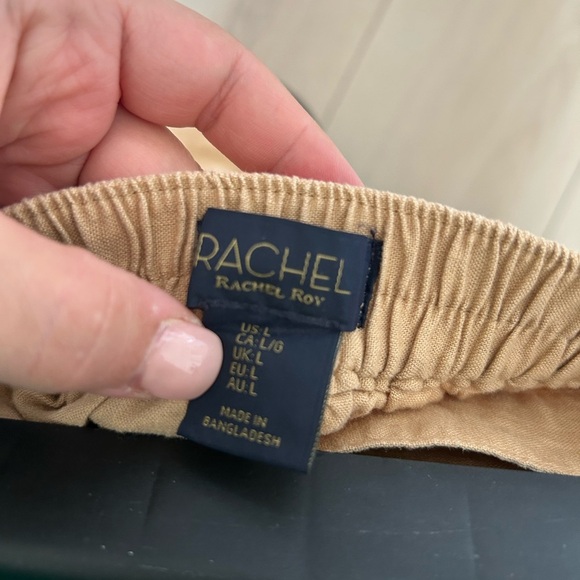 RACHEL
RACHEL ROY
US: L
CA: L/G
UK: L
EU: L
AU: L
MADE IN
BANGLADESH